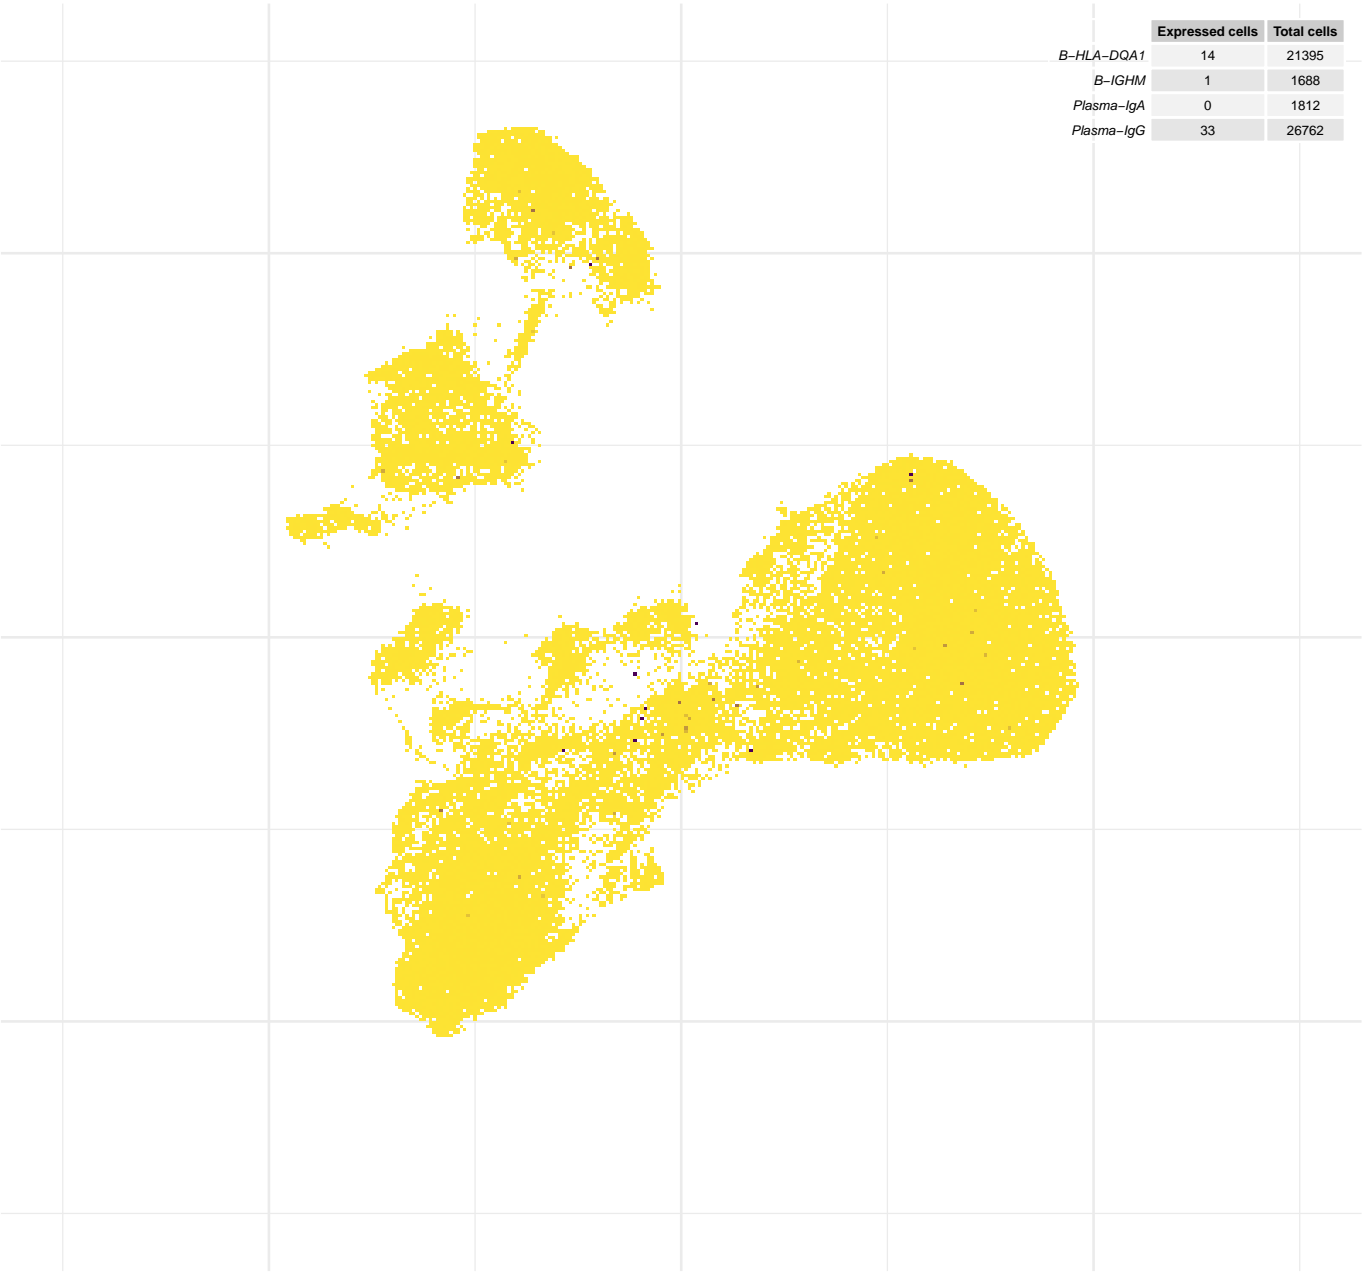 Expressed cells Total cells
B−HLA−DQA1 14 21395
B−IGHM 1 1688
Plasma−IgA 0 1812
Plasma−IgG 33 26762